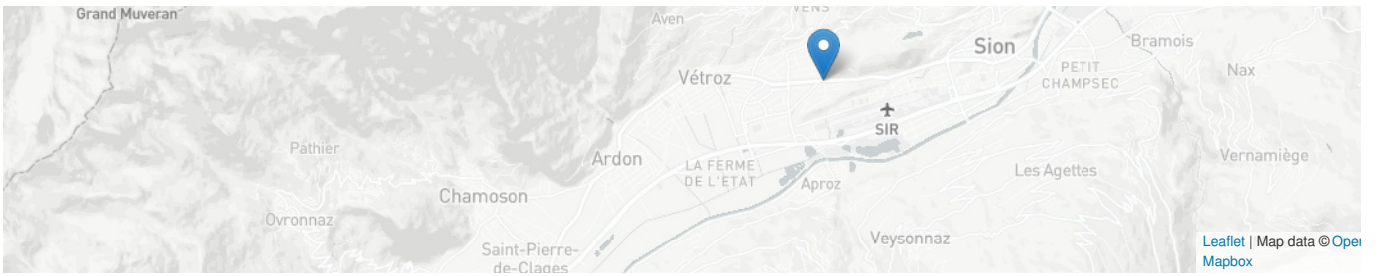 Grand Muveran
Aven
VENS
Sion
Bramois
Vétroz
PETIT
CHAMPSEC
Nax
SIR
Pathier
Ardon
LA FERME
DE L'ETAT
Aproz
Les Agettes
Vernamiège
Chamoson
Ovronnaz
Veysonnaz
Saint-Pierre-
de-Clages
Leaflet | Map data © Oper
Mapbox